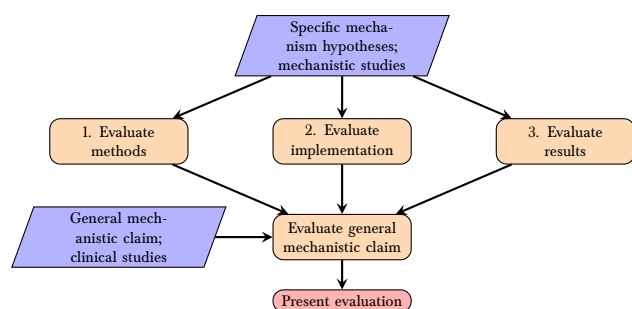 Specific mecha-
nism hypotheses;
mechanistic studies
1. Evaluate
methods
2. Evaluate
implementation
3. Evaluate
results
General mech-
anistic claim;
clinical studies
Evaluate general
mechanistic claim
Present evaluation